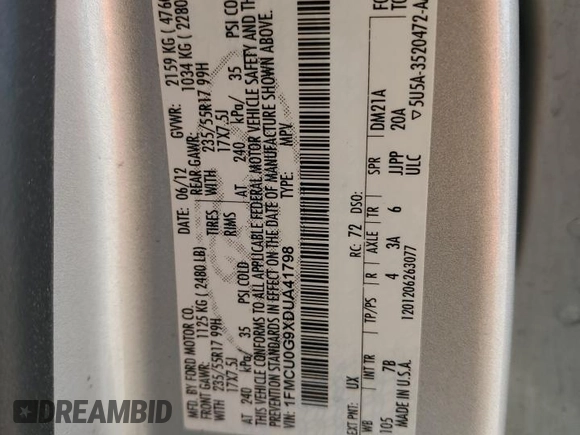 MFD. BY FORD MOTOR CO.
DATE: 06/12 GVWR: 2159 KG ( 4760
FRONT GAWR: 1125 KG ( 2480 LB) REAR GAWR: 1034 KG ( 2280
235/55R17 99H TIRES 235/55R17 99H
WITH 17X7.5J RIMS WITH 17X7.5J
AT 240 kPa/ 35 PSI COLD AT 240 kPa/ 35 PSI COLD
THIS VEHICLE CONFORMS TO ALL APPLICABLE FEDERAL MOTOR VEHICLE SAFETY AND
PREVENTION STANDARDS IN EFFECT ON THE DATE OF MANUFACTURE SHOWN ABOVE.
VIN: 1FMCU0G9XDUA41798 TYPE: MPV
EXT PNT: UX RC: 72 DSO:
WB INT TR TP/PS R AXLE TR SPR
105 7B 4 3A 6 JJPP DM21A
MADE IN U.S.A. ULC 20A
1201206263077
▽5U5A-3520472-A
DREAMBID